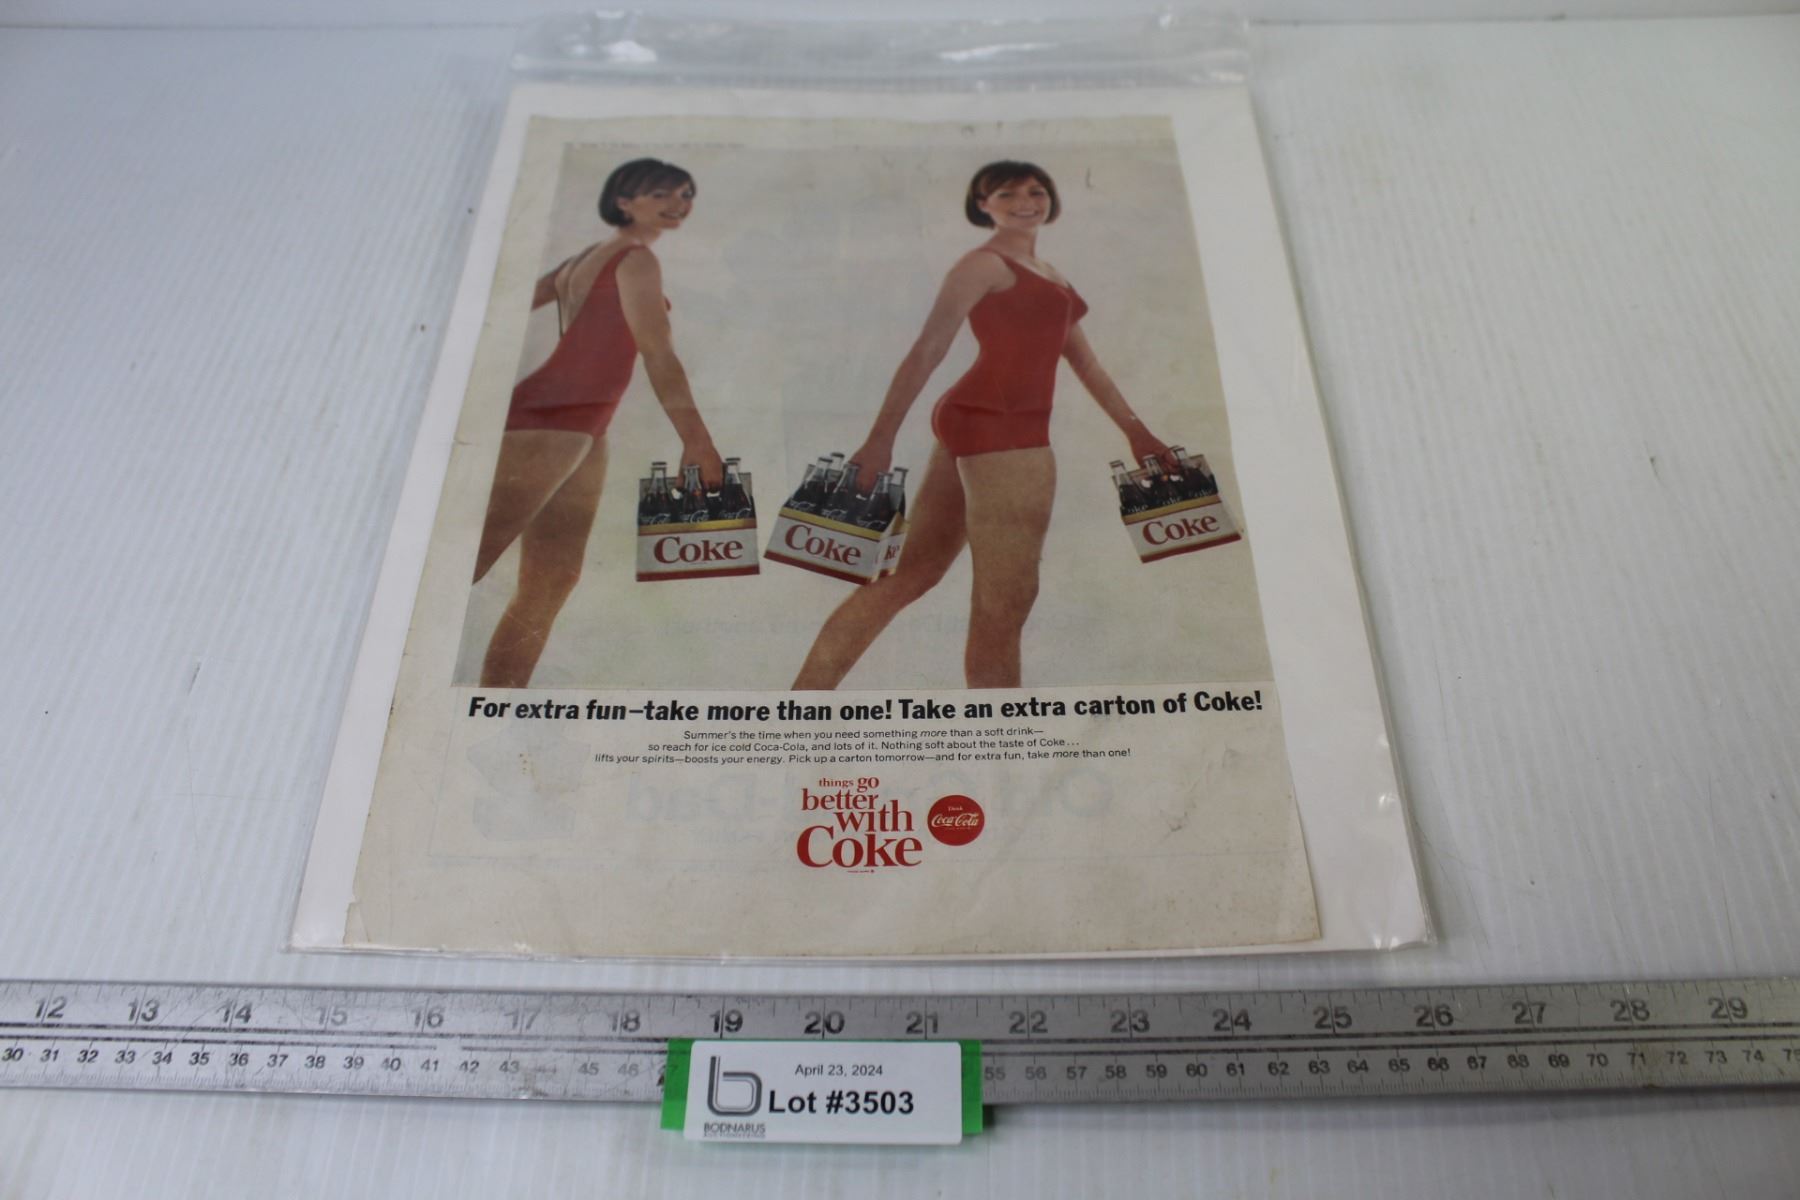 Coke
Coke
Coke
For extra fun–take more than one! Take an extra carton of Coke!
Summer's the time when you need something more than a soft drink—
so reach for ice cold Coca-Cola, and lots of it. Nothing soft about the taste of Coke...
lifts your spirits—boosts your energy. Pick up a carton tomorrow—and for extra fun, take more than one!
things go
better
with
Coke
Drink
Coca-Cola
12 13 14 15 16 17 18 19 20 21 22 23 24 25 26 27 28 29
30 31 32 33 34 35 36 37 38 39 40 41 42 43 45 46 55 56 57 58 59 60 61 62 63 64 65 66 67 68 69 70 71 72 73 74 75
April 23, 2024
Lot #3503
BODNARUS
AUCTIONEERING